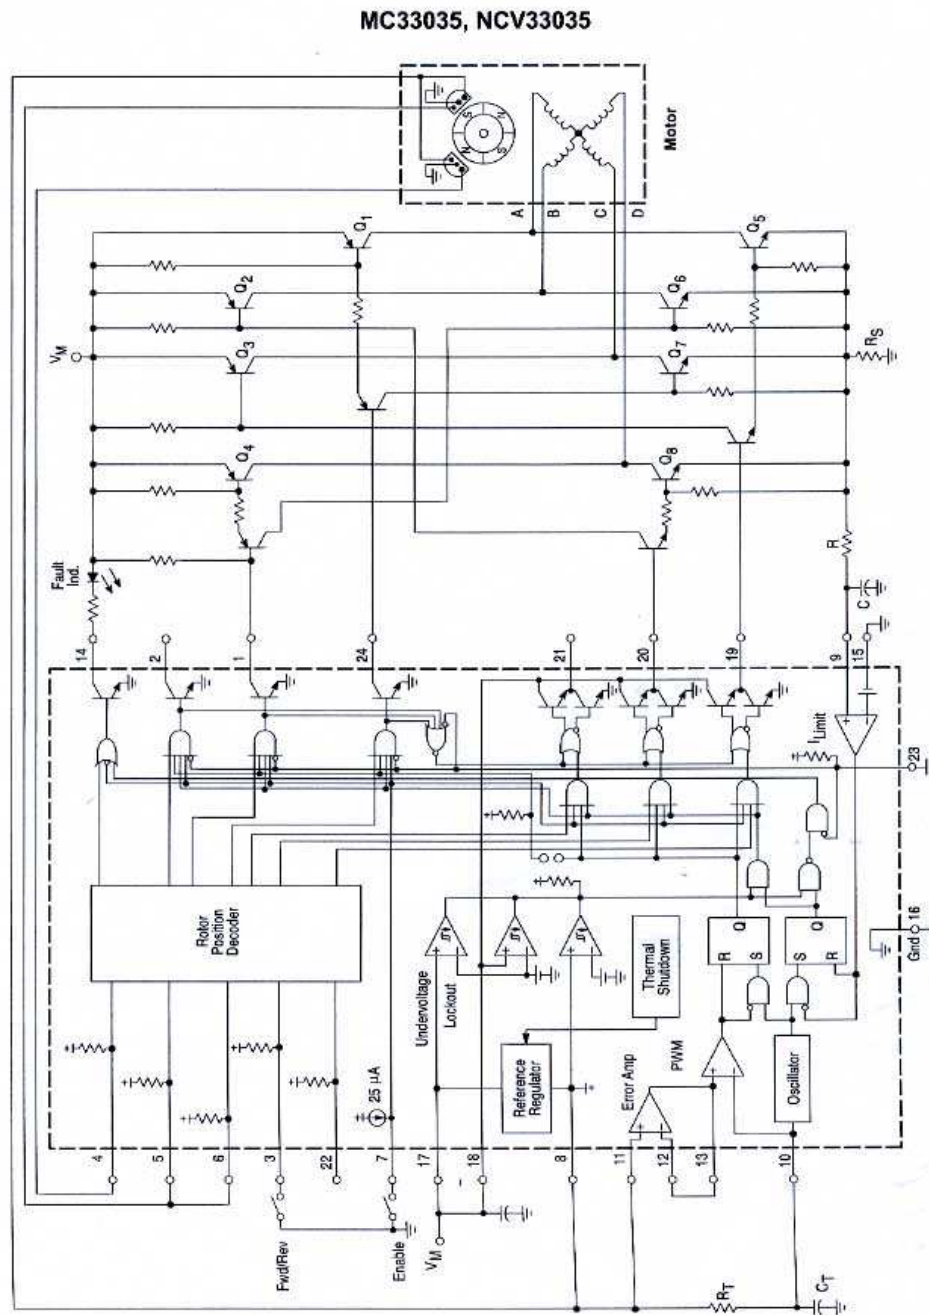 MC33035, NCV33035
Motor
N
S
N
S
A
B
C
D
Q1
Q2
Q3
Q4
Q5
Q6
Q7
Q8
VM
RS
R
C
Fault
Ind.
14
2
1
24
21
20
19
9
15
ILimit
23
16
Gnd
Rotor
Position
Decoder
Undervoltage
Lockout
Thermal
Shutdown
Reference
Regulator
25 µA
Error Amp
PWM
Oscillator
R
S
Q
S
R
Q
4
5
6
3
22
7
17
18
8
11
12
13
10
Fwd/Rev
Enable
VM
RT
CT